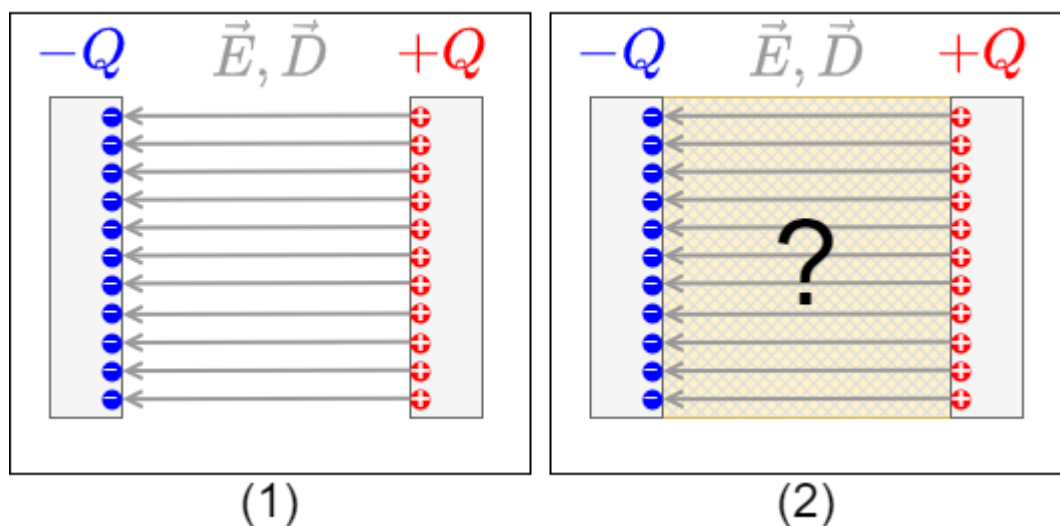 −Q E⃗, D⃗ +Q
−Q E⃗, D⃗ +Q
?
(1)
(2)